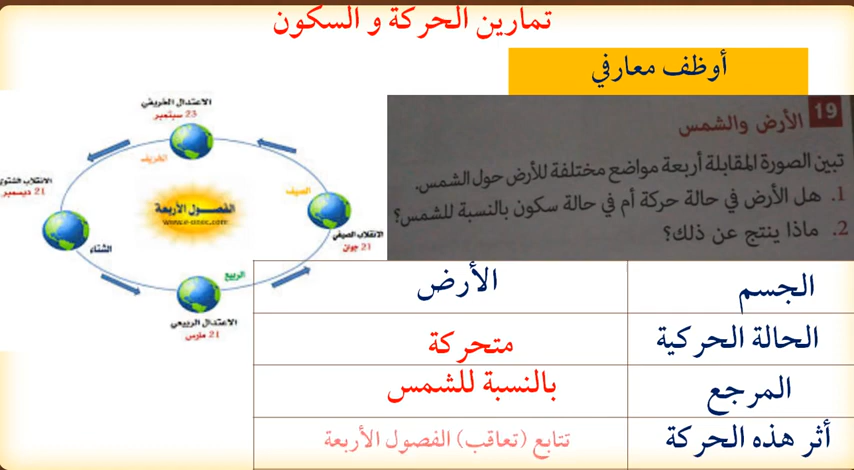 تمارين الحركة و السكون
أوظف معارفي
19 الأرض والشمس
تبين الصورة المقابلة أربعة مواضع مختلفة للأرض حول الشمس.
1. هل الأرض في حالة حركة أم في حالة سكون بالنسبة للشمس؟
2. ماذا ينتج عن ذلك؟
الاعتدال الخريفي
23 سبتمبر
الخريف
الانقلاب الشتوي
21 ديسمبر
الشتاء
الفصول الأربعة
www.e-onec.com
الصيف
الانقلاب الصيفي
21 جوان
الربيع
الاعتدال الربيعي
21 مارس
الجسم الأرض
الحالة الحركية متحركة
المرجع بالنسبة للشمس
أثر هذه الحركة تتابع (تعاقب) الفصول الأربعة